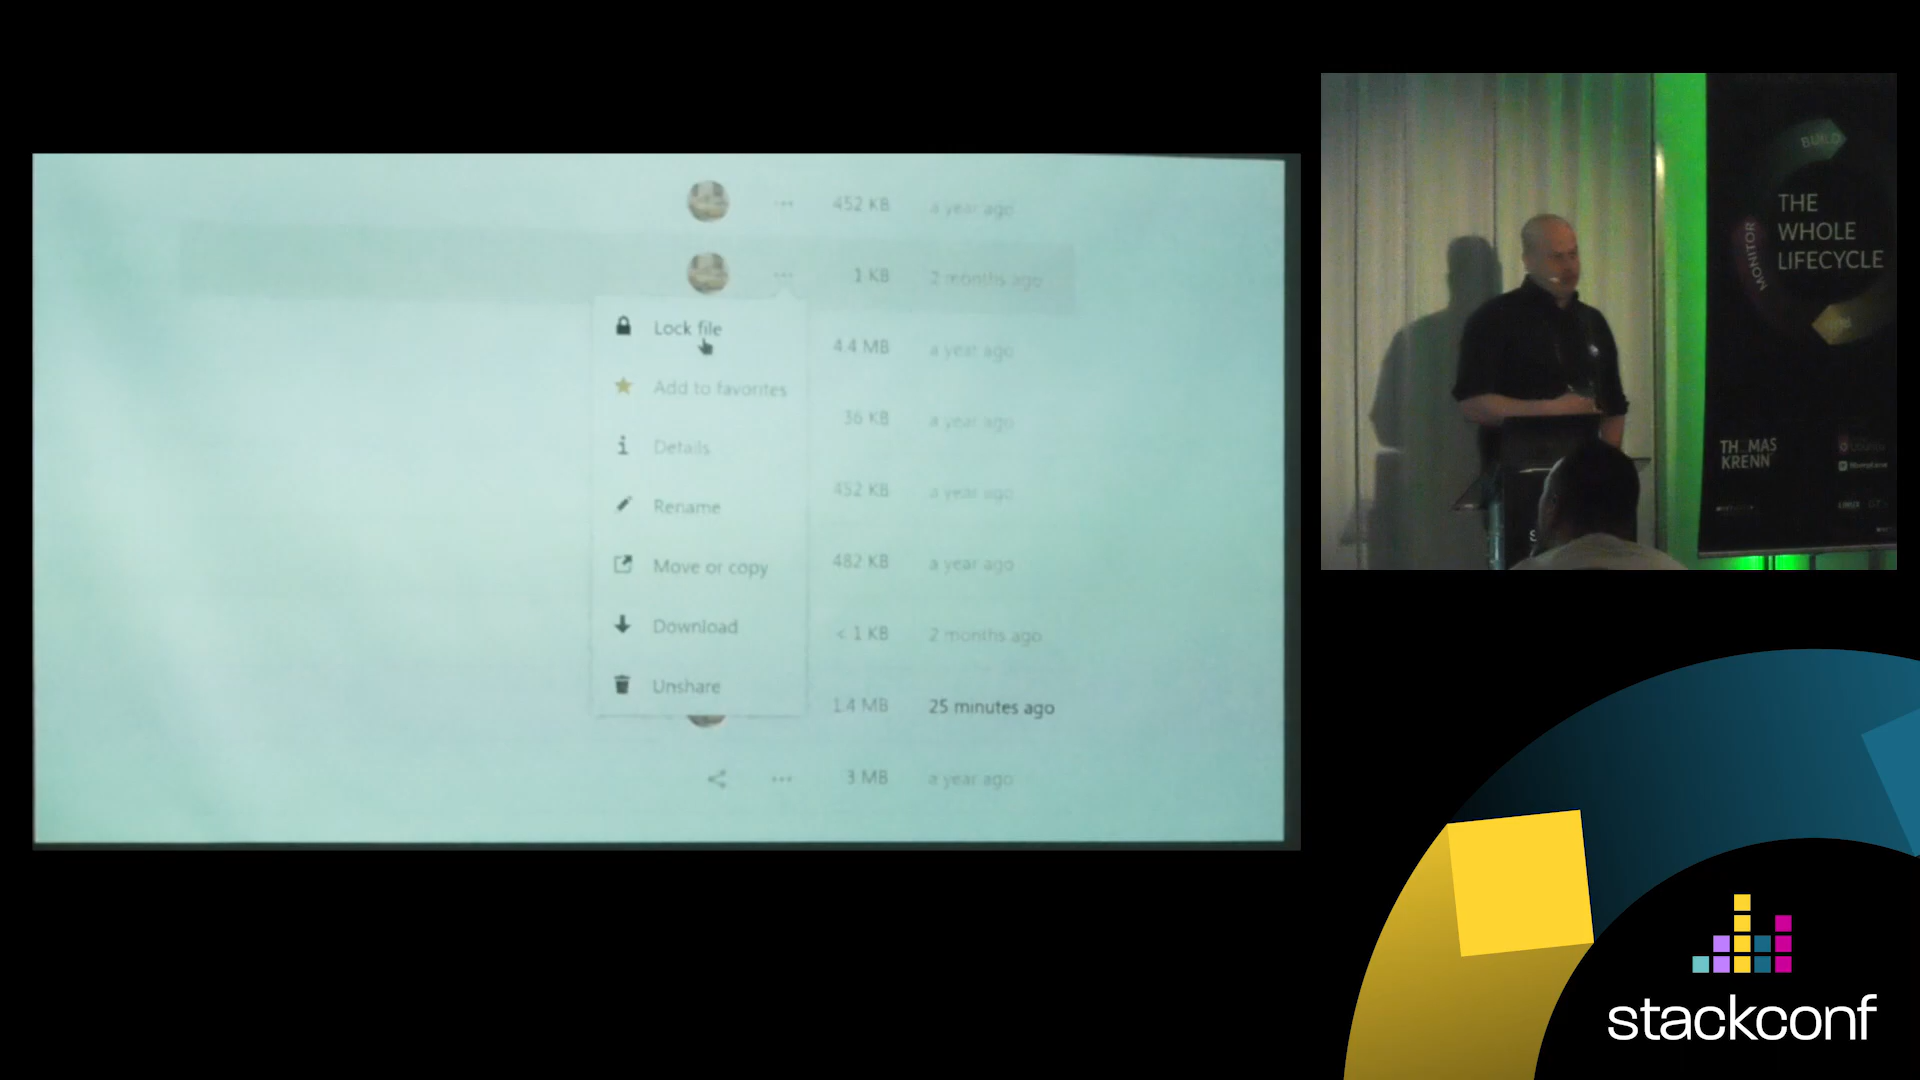 452 KB a year ago
1 KB 2 months ago
Lock file
4.4 MB a year ago
Add to favorites
36 KB a year ago
Details
452 KB a year ago
Rename
482 KB a year ago
Move or copy
Download
< 1 KB 2 months ago
Unshare
1.4 MB 25 minutes ago
3 MB a year ago
BUILD
THE
WHOLE
LIFECYCLE
MONITOR
TH MAS
KRENN
stackconf